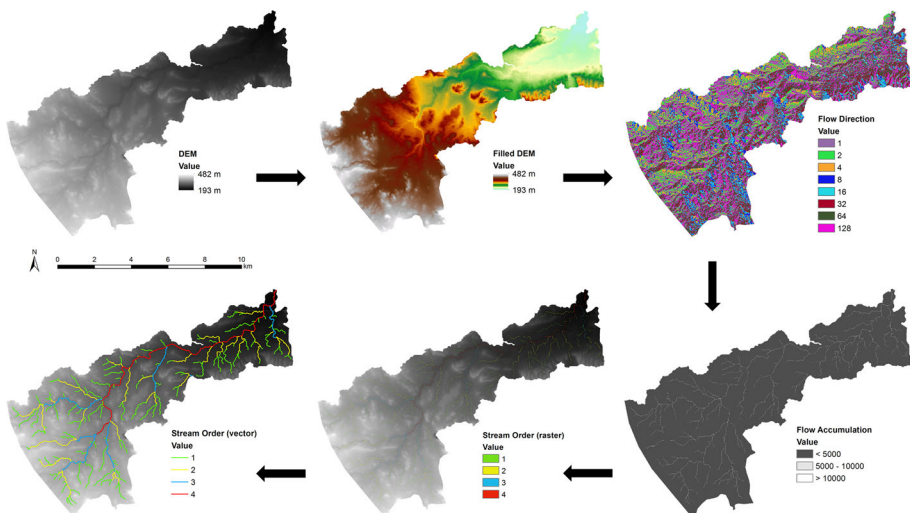 DEM
Value
482 m
193 m
Filled DEM
Value
482 m
193 m
Flow Direction
Value
1
2
4
8
16
32
64
128
N
0 2 4 6 8 10
km
Stream Order (vector)
Value
1
2
3
4
Stream Order (raster)
Value
1
2
3
4
Flow Accumulation
Value
< 5000
5000 - 10000
> 10000